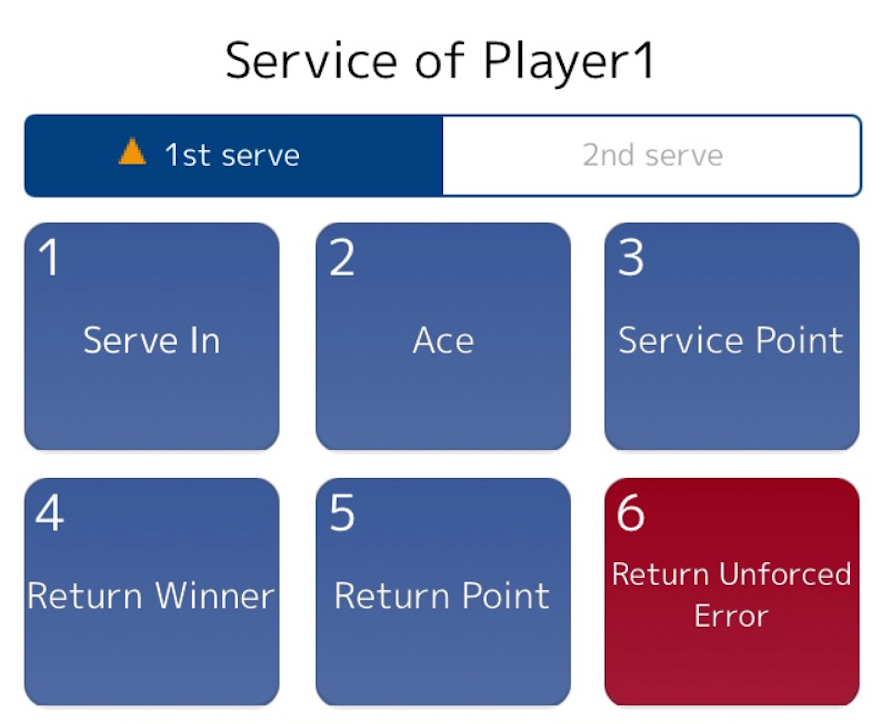 Service of Player1
1st serve
2nd serve
1
Serve In
2
Ace
3
Service Point
4
Return Winner
5
Return Point
6
Return Unforced
Error